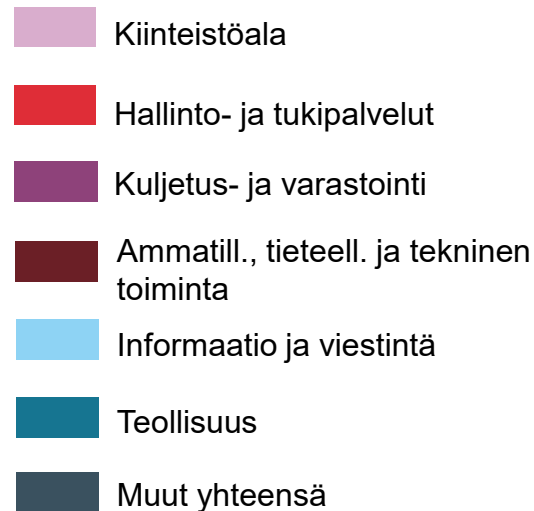 Kiinteistöala
Hallinto- ja tukipalvelut
Kuljetus- ja varastointi
Ammatill., tieteell. ja tekninen
toiminta
Informaatio ja viestintä
Teollisuus
Muut yhteensä